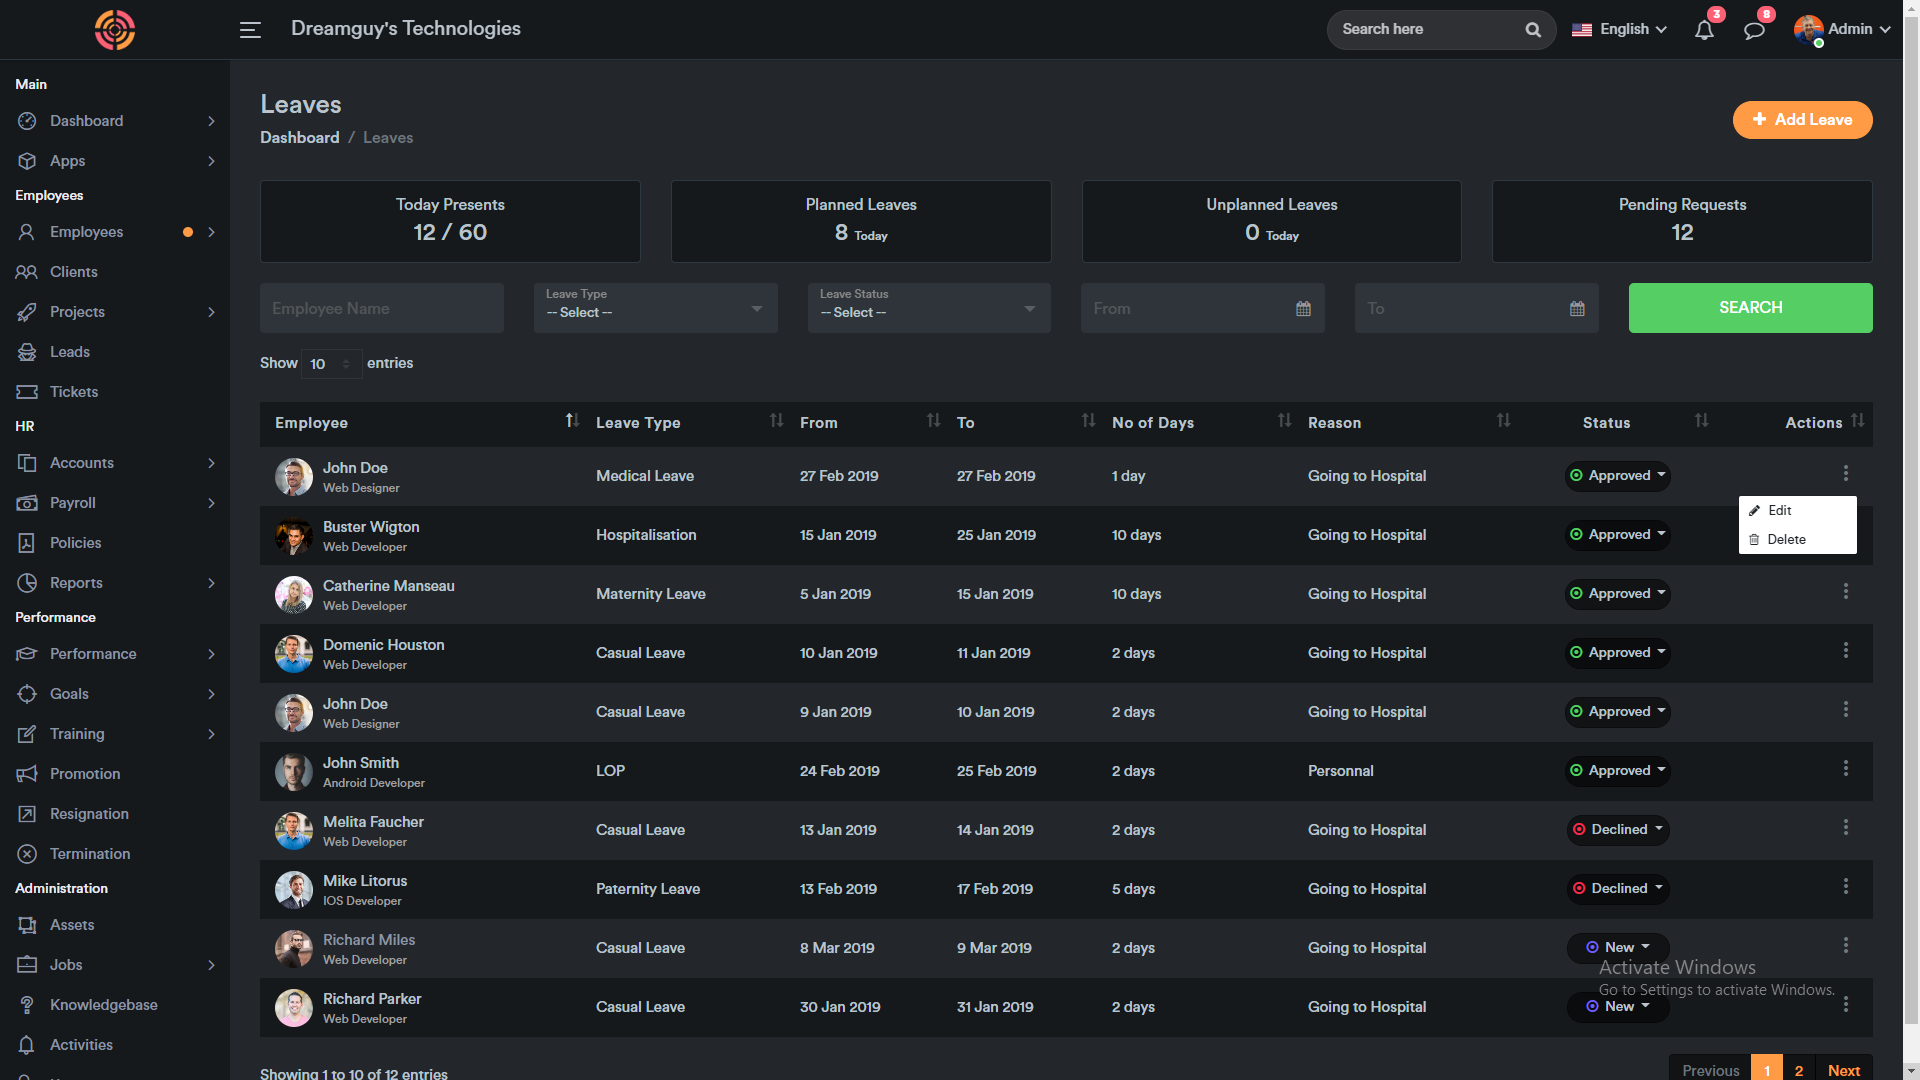 Dreamguy's Technologies
Search here
English
3
8
Admin
Main
Dashboard
Apps
Employees
Employees
Clients
Projects
Leads
Tickets
HR
Accounts
Payroll
Policies
Reports
Performance
Performance
Goals
Training
Promotion
Resignation
Termination
Administration
Assets
Jobs
Knowledgebase
Activities
Leaves
Dashboard / Leaves
+ Add Leave
Today Presents
12 / 60
Planned Leaves
8 Today
Unplanned Leaves
0 Today
Pending Requests
12
Employee Name
Leave Type
-- Select --
Leave Status
-- Select --
From
To
SEARCH
Show 10 entries
Employee Leave Type From To No of Days Reason Status Actions
John Doe
Web Designer
Medical Leave 27 Feb 2019 27 Feb 2019 1 day Going to Hospital Approved
Edit
Delete
Buster Wigton
Web Developer
Hospitalisation 15 Jan 2019 25 Jan 2019 10 days Going to Hospital Approved
Catherine Manseau
Web Developer
Maternity Leave 5 Jan 2019 15 Jan 2019 10 days Going to Hospital Approved
Domenic Houston
Web Developer
Casual Leave 10 Jan 2019 11 Jan 2019 2 days Going to Hospital Approved
John Doe
Web Designer
Casual Leave 9 Jan 2019 10 Jan 2019 2 days Going to Hospital Approved
John Smith
Android Developer
LOP 24 Feb 2019 25 Feb 2019 2 days Personnal Approved
Melita Faucher
Web Developer
Casual Leave 13 Jan 2019 14 Jan 2019 2 days Going to Hospital Declined
Mike Litorus
IOS Developer
Paternity Leave 13 Feb 2019 17 Feb 2019 5 days Going to Hospital Declined
Richard Miles
Web Developer
Casual Leave 8 Mar 2019 9 Mar 2019 2 days Going to Hospital New
Richard Parker
Web Developer
Casual Leave 30 Jan 2019 31 Jan 2019 2 days Going to Hospital New
Activate Windows
Go to Settings to activate Windows.
Showing 1 to 10 of 12 entries
Previous 1 2 Next